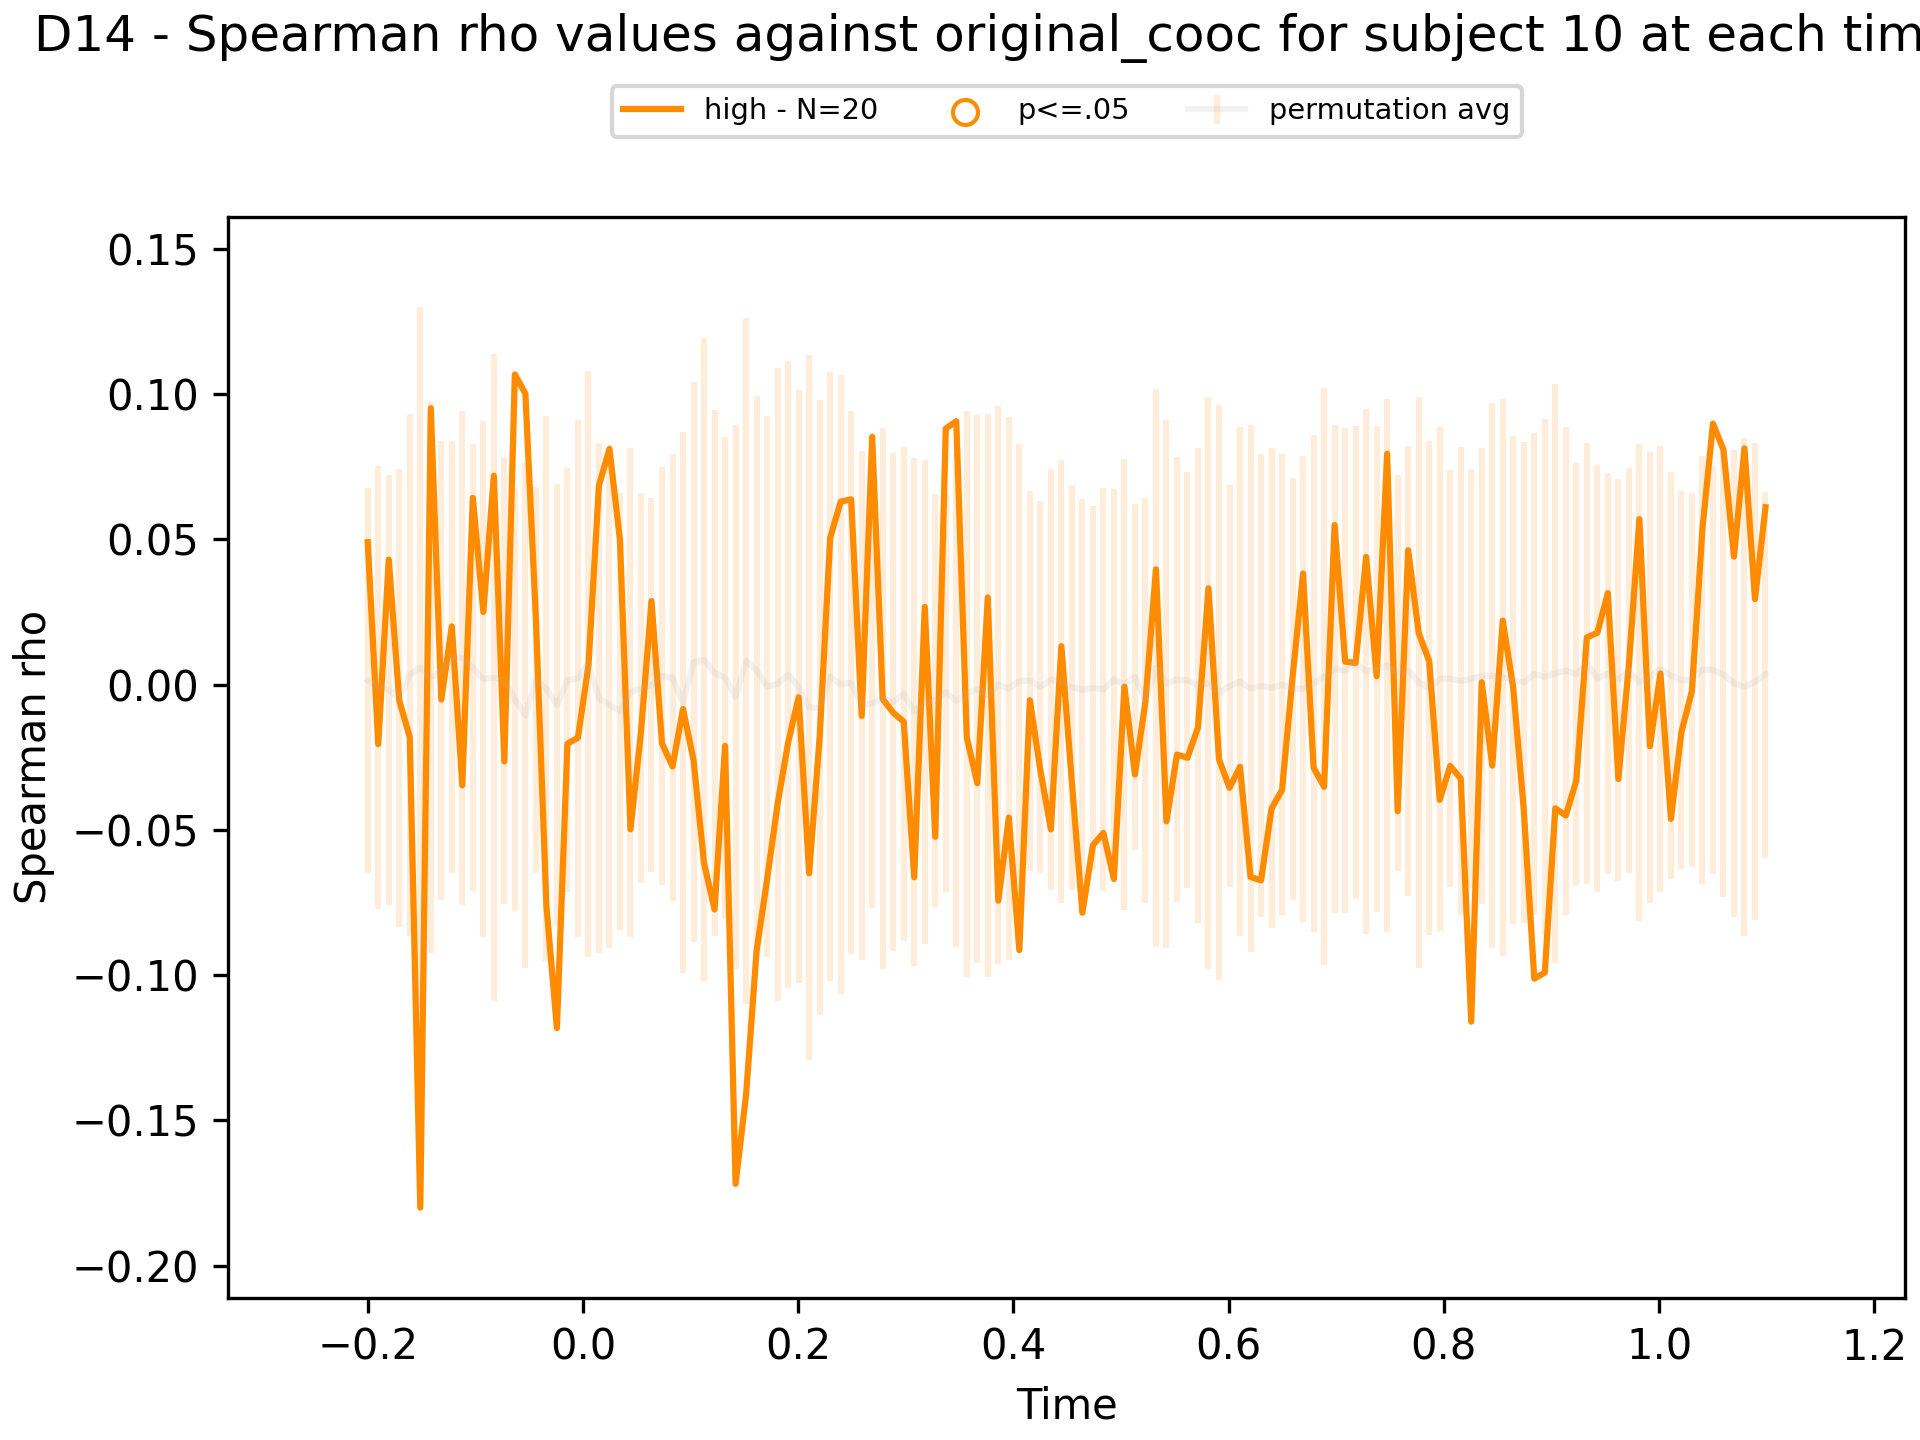 D14 - Spearman rho values against original_cooc for subject 10 at each tim
high - N=20 p<=.05 permutation avg
0.15
0.10
0.05
0.00
−0.05
−0.10
−0.15
−0.20
Spearman rho
−0.2 0.0 0.2 0.4 0.6 0.8 1.0 1.2
Time